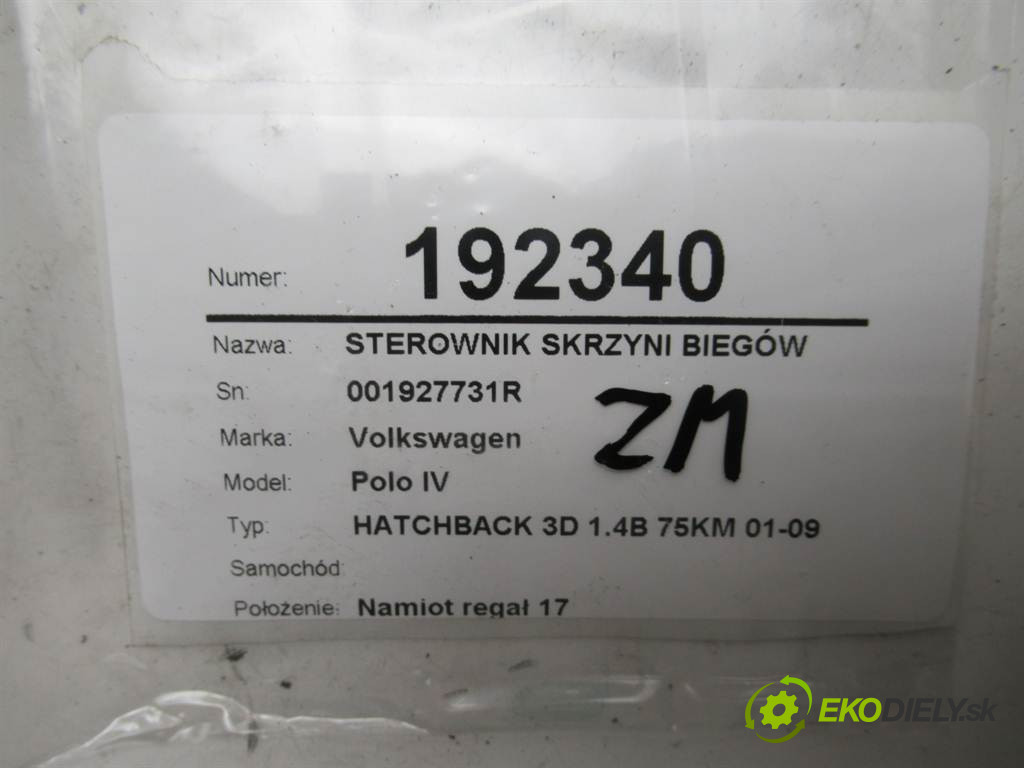 Numer: 192340
Nazwa: STEROWNIK SKRZYNI BIEGÓW
Sn: 001927731R
ZM
Marka: Volkswagen
Model: Polo IV
Typ: HATCHBACK 3D 1.4B 75KM 01-09
Samochód:
Położenie: Namiot regał 17
EKODIELY.sk